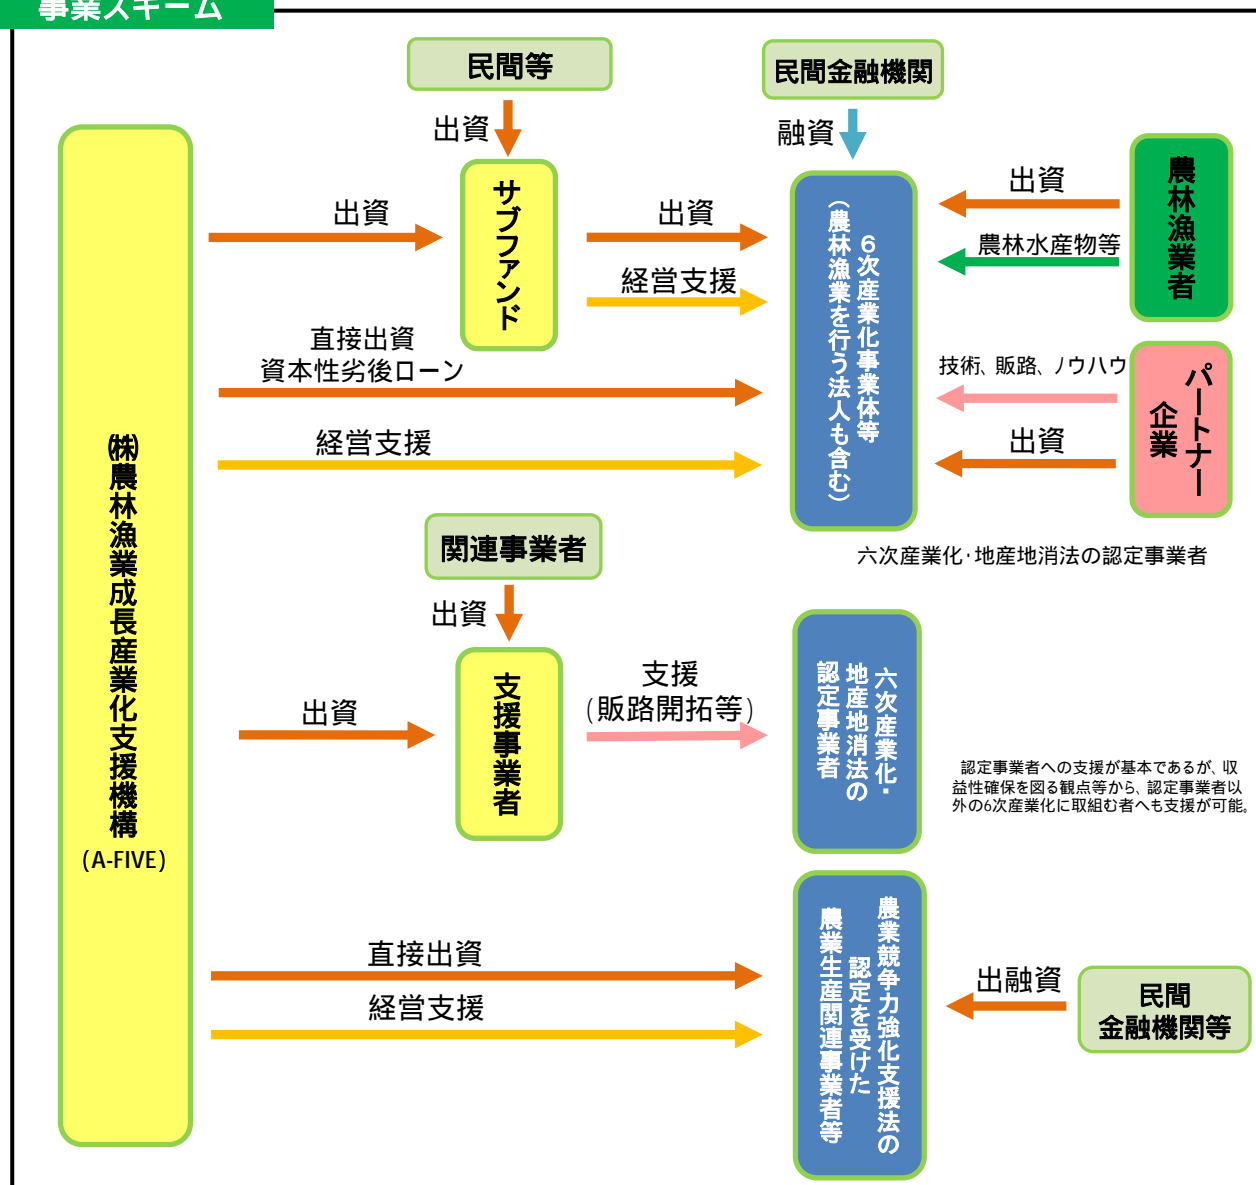 事業スキーム
民間等
民間金融機関
出資
融資
㈱農林漁業成長産業化支援機構
(A-FIVE)
出資
サブファンド
出資
経営支援
６次産業化事業体等
（農林漁業を行う法人も含む）
出資
農林水産物等
農林漁業者
直接出資
資本性劣後ローン
経営支援
技術、販路、ノウハウ
出資
パートナー
企業
六次産業化・地産地消法の認定事業者
関連事業者
出資
出資
支援事業者
支援
(販路開拓等)
六次産業化・
地産地消法の
認定事業者
認定事業者への支援が基本であるが、収
益性確保を図る観点等から、認定事業者以
外の6次産業化に取組む者へも支援が可能。
直接出資
経営支援
農業競争力強化支援法の
認定を受けた
農業生産関連事業者等
出融資
民間
金融機関等